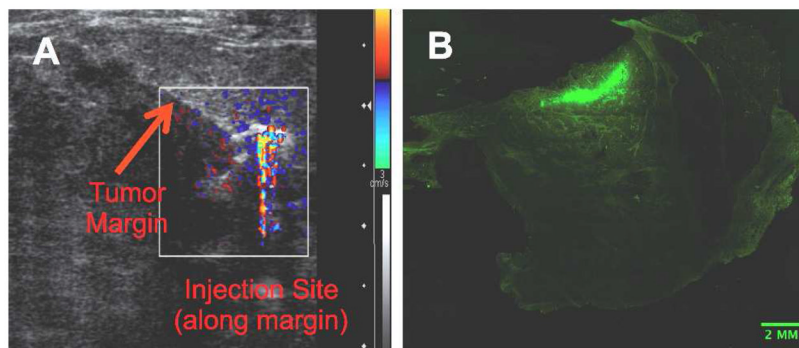 A
Tumor
Margin
Injection Site
(along margin)
3
cm/s
B
2 MM